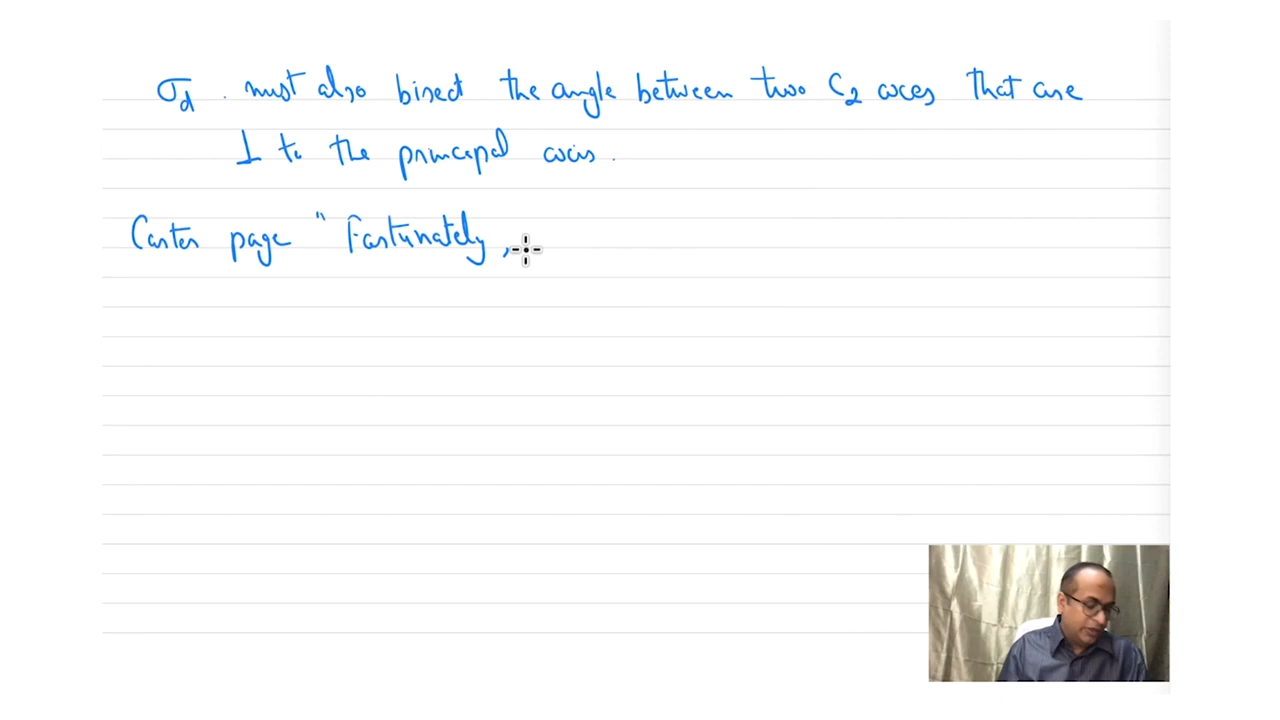 σd must also bisect the angle between two C2 axes that are
⊥ to the principal axis.
Carter page "Fortunately,